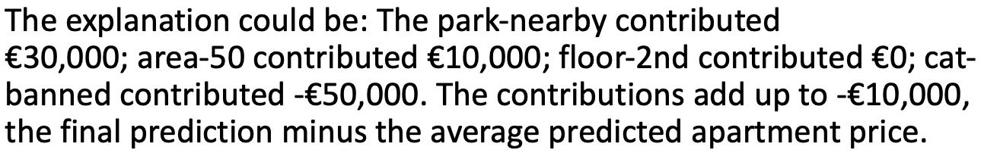 The explanation could be: The park-nearby contributed
€30,000; area-50 contributed €10,000; floor-2nd contributed €0; cat-
banned contributed -€50,000. The contributions add up to -€10,000,
the final prediction minus the average predicted apartment price.